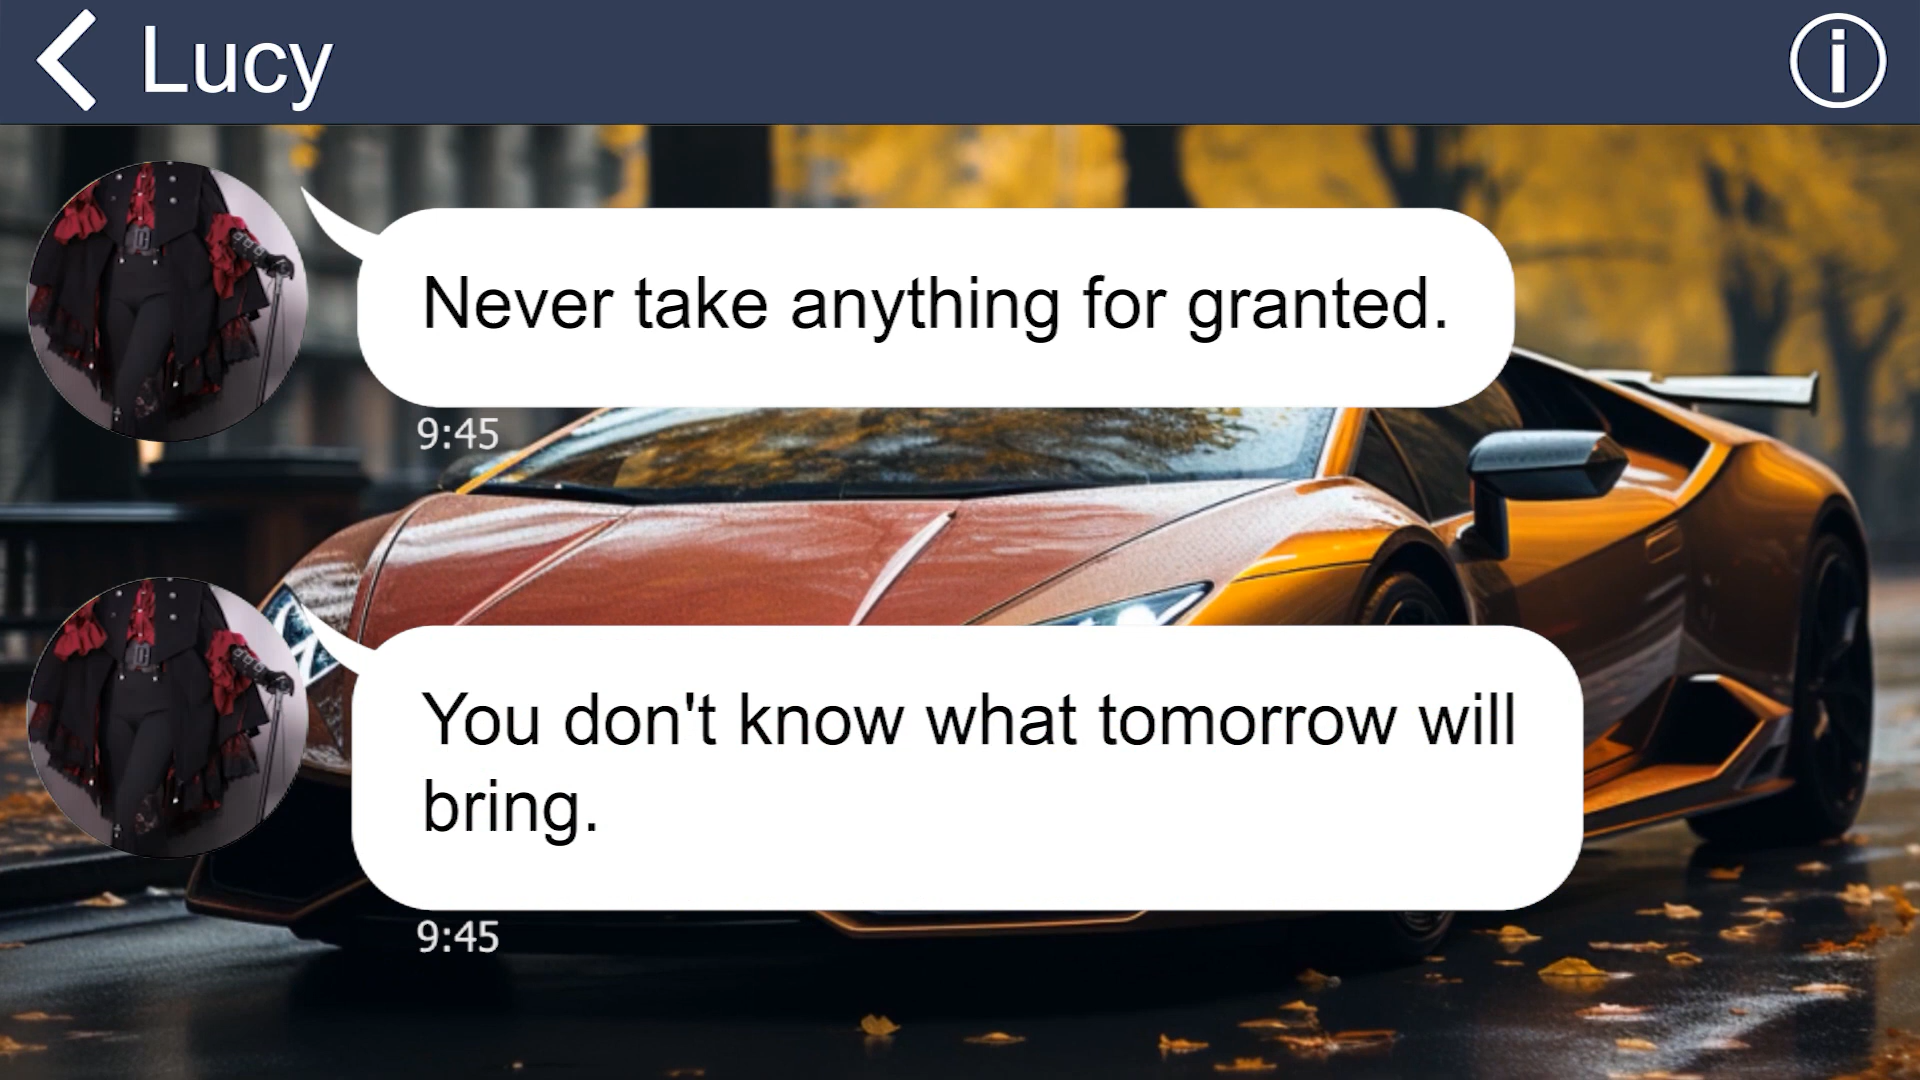 Lucy
Never take anything for granted.
9:45
You don't know what tomorrow will
bring.
9:45